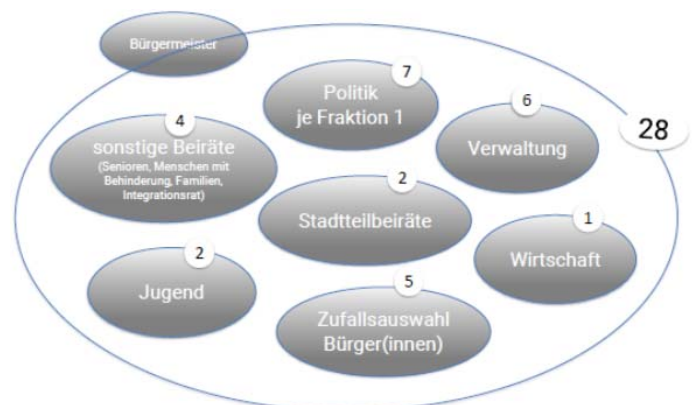 Bürgermeister
7
Politik
je Fraktion 1
6
Verwaltung
28
4
sonstige Beiräte
(Senioren, Menschen mit
Behinderung, Familien,
Integrationsrat)
2
Stadtteilbeiräte
1
Wirtschaft
2
Jugend
5
Zufallsauswahl
Bürger(innen)